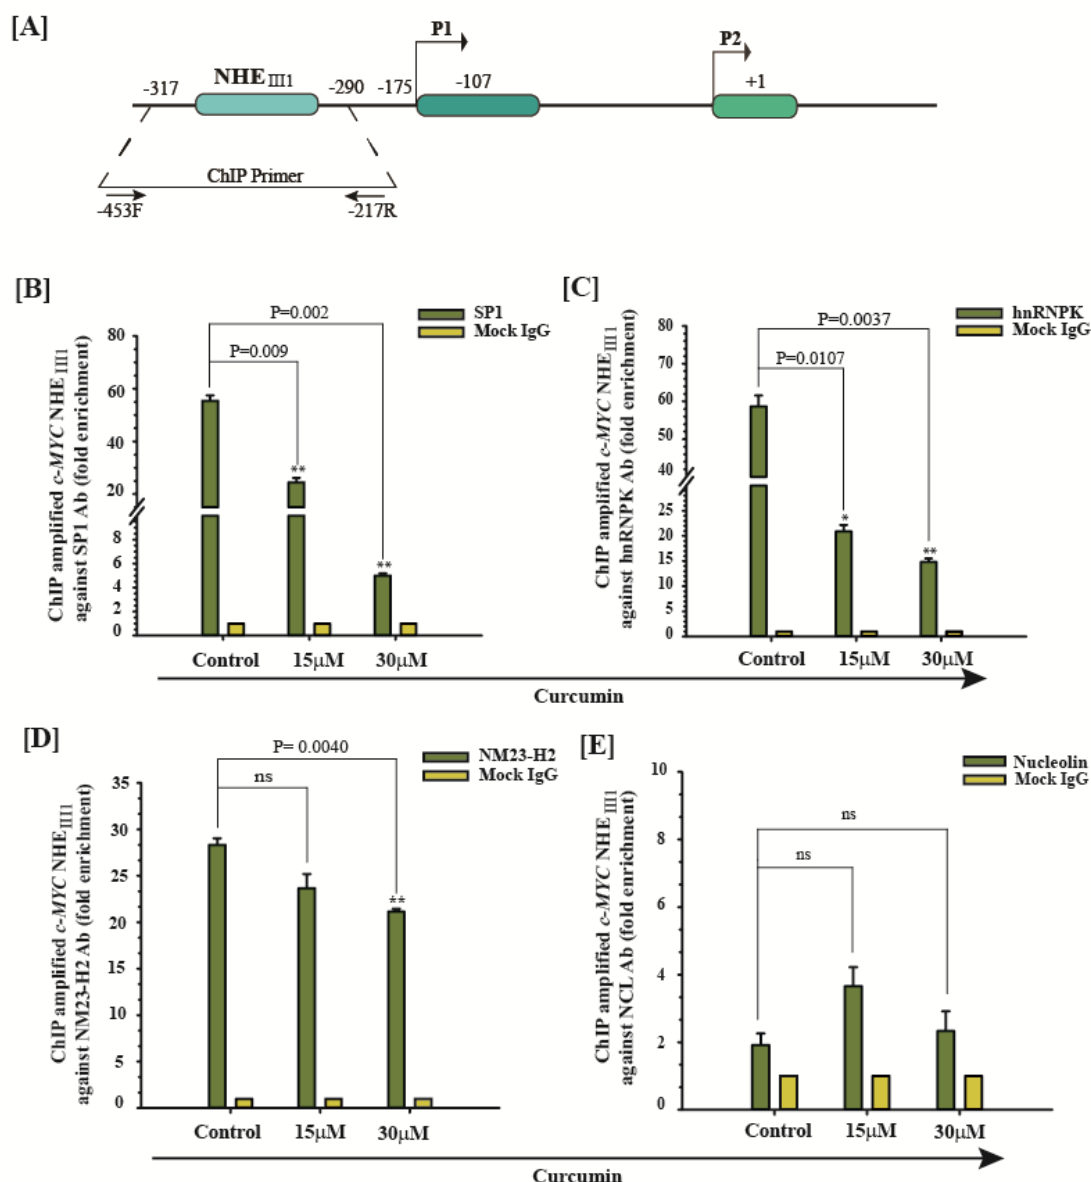 [A]
P1
P2
NHE III1
-317
-290
-175
-107
+1
ChIP Primer
-453F
-217R
[B]
SP1
Mock IgG
P=0.002
P=0.009
ChIP amplified c-MYC NHE III1
against SP1 Ab (fold enrichment)
80
60
40
20
8
6
4
2
0
**
**
Control
15μM
30μM
[C]
hnRNPK
Mock IgG
P=0.0037
P=0.0107
ChIP amplified c-MYC NHE III1
against hnRNPK Ab (fold enrichment)
80
70
60
50
40
25
20
15
10
5
0
*
**
Control
15μM
30μM
Curcumin
[D]
NM23-H2
Mock IgG
P= 0.0040
ns
ChIP amplified c-MYC NHE III1
against NM23-H2 Ab (fold enrichment)
35
30
25
20
15
10
5
0
**
Control
15μM
30μM
[E]
Nucleolin
Mock IgG
ns
ns
ChIP amplified c-MYC NHE III1
against NCL Ab (fold enrichment)
10
8
6
4
2
0
Control
15μM
30μM
Curcumin